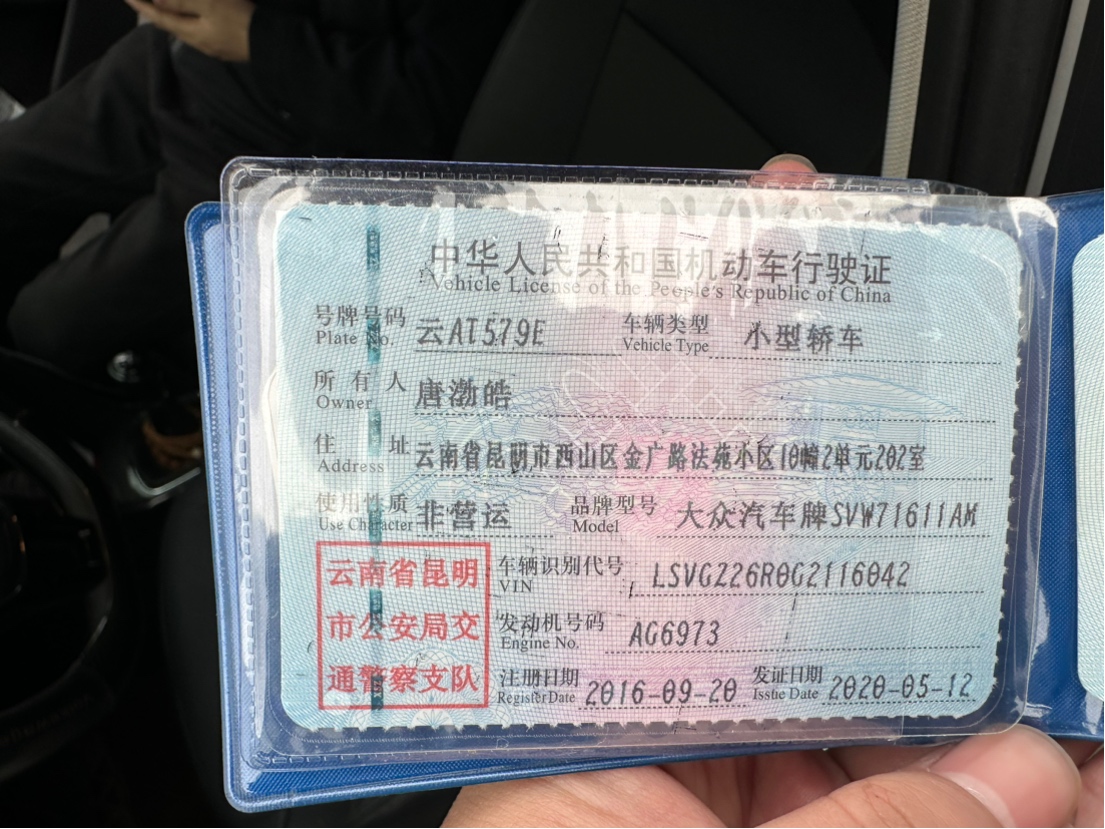 中华人民共和国机动车行驶证
Vehicle License of the People's Republic of China
号牌号码 云AT579E 车辆类型 小型轿车
Plate No. Vehicle Type
所有人 唐渤皓
Owner
住址 云南省昆明市西山区金广路法苑小区10幢2单元202室
Address
使用性质 非营运 品牌型号 大众汽车牌SVW71611AM
Use Character Model
云南省昆明 车辆识别代号 LSVGZ26R0G2116042
VIN
市公安局交 发动机号码 AG6973
Engine No.
通警察支队 注册日期 2016-09-20 发证日期 2020-05-12
Register Date Issue Date